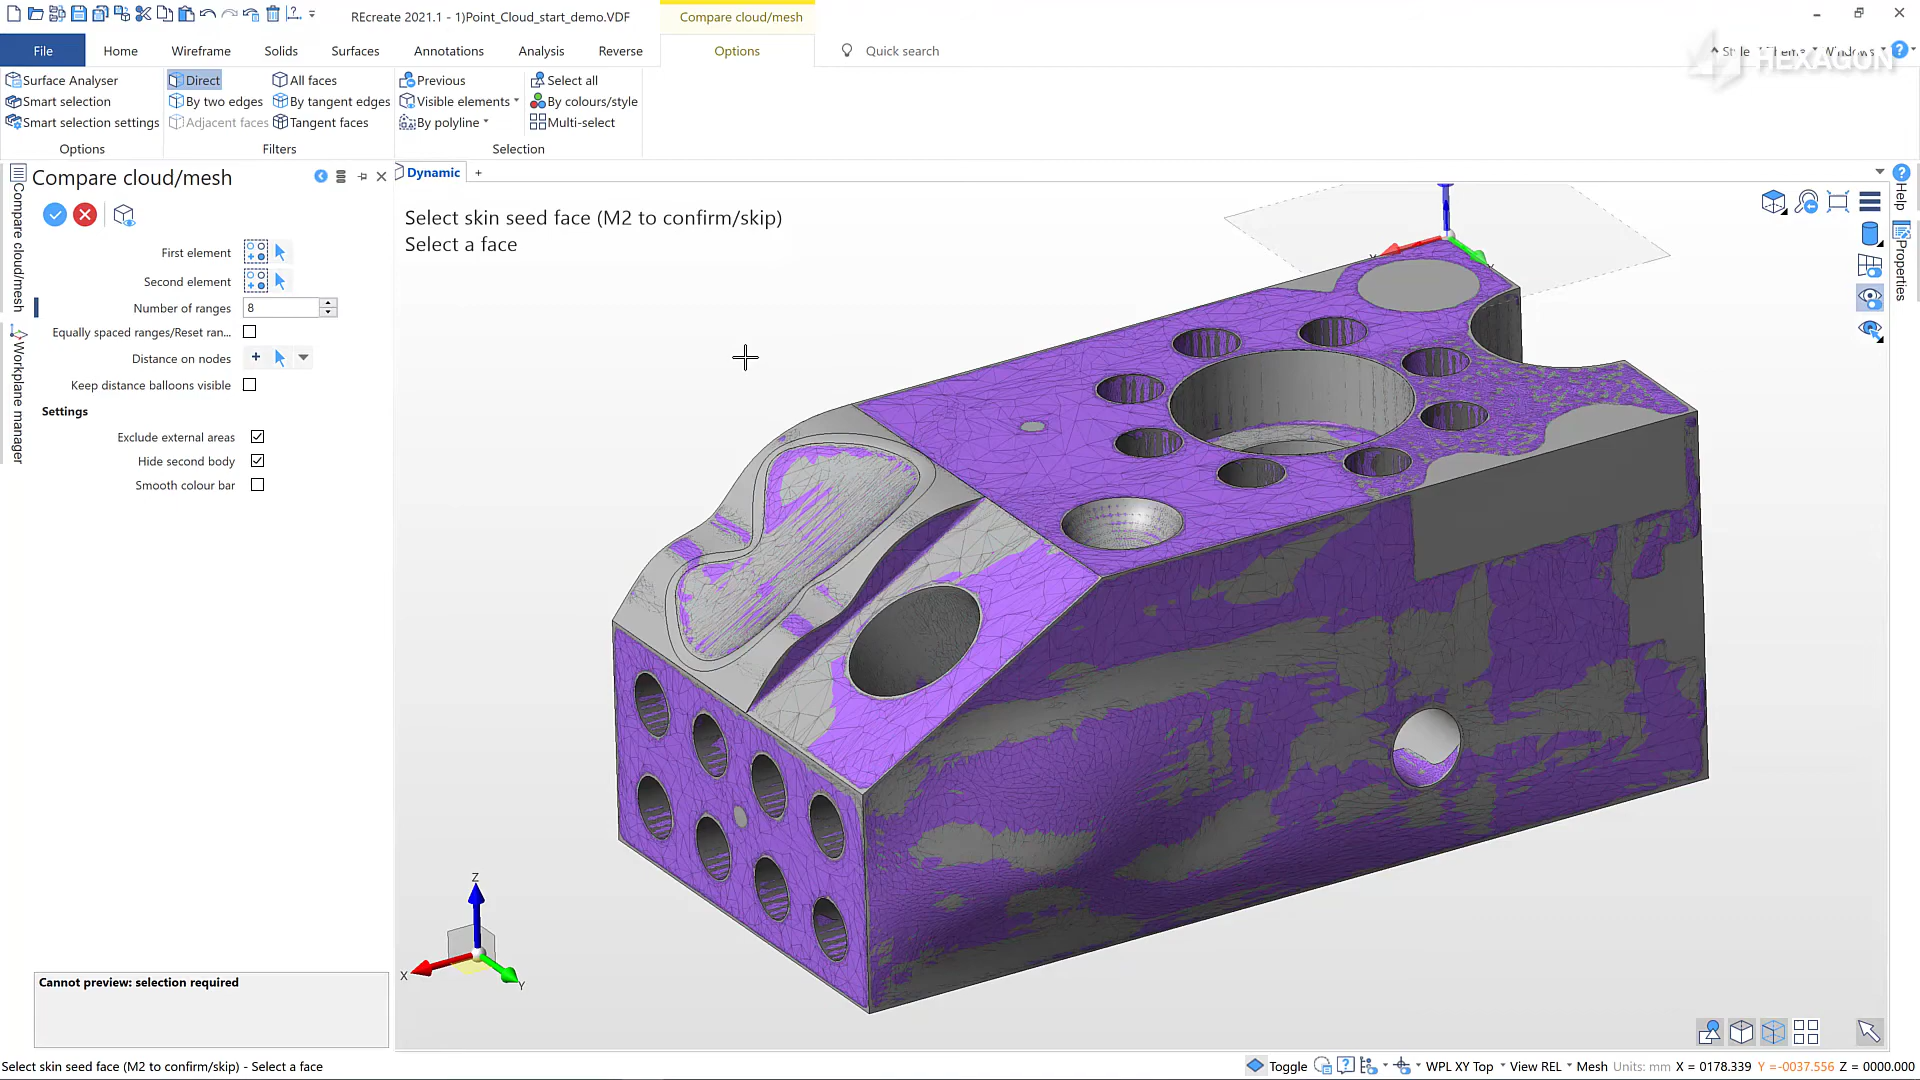 REcreate 2021.1 - 1)Point_Cloud_start_demo.VDF
Compare cloud/mesh
File
Home
Wireframe
Solids
Surfaces
Annotations
Analysis
Reverse
Options
Quick search
Style
Windows
HEXAGON
Surface Analyser
Smart selection
Smart selection settings
Options
Direct
By two edges
Adjacent faces
All faces
By tangent edges
Tangent faces
Filters
Previous
Visible elements
By polyline
Select all
By colours/style
Multi-select
Selection
Compare cloud/mesh
Workplane manager
Compare cloud/mesh
First element
Second element
Number of ranges
8
Equally spaced ranges/Reset ran...
Distance on nodes
Keep distance balloons visible
Settings
Exclude external areas
Hide second body
Smooth colour bar
Cannot preview: selection required
Dynamic
+
Select skin seed face (M2 to confirm/skip)
Select a face
Z
X
Y
Help
Properties
Select skin seed face (M2 to confirm/skip) - Select a face
Toggle
WPL XY Top
View REL
Mesh
Units: mm
X = 0178.339
Y =-0037.556
Z = 0000.000